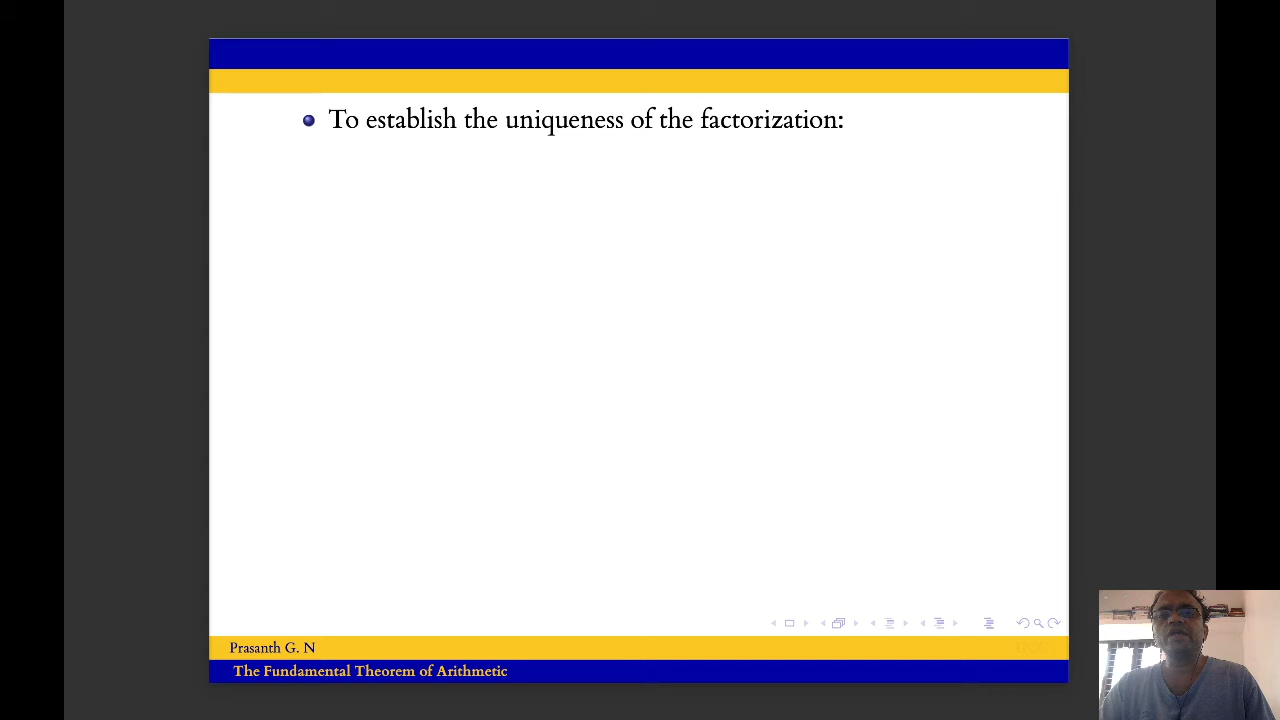 To establish the uniqueness of the factorization:
Prasanth G. N
The Fundamental Theorem of Arithmetic